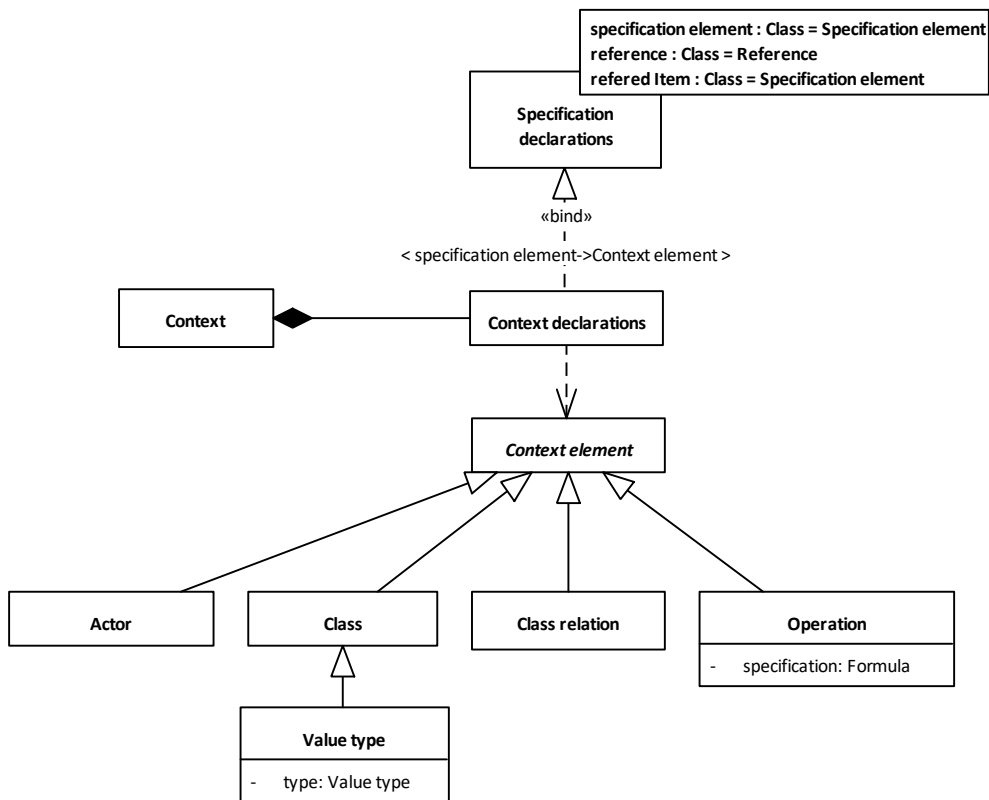 specification element : Class = Specification element
reference : Class = Reference
refered Item : Class = Specification element
Specification
declarations
«bind»
< specification element->Context element >
Context
Context declarations
Context element
Actor
Class
Class relation
Operation
- specification: Formula
Value type
- type: Value type